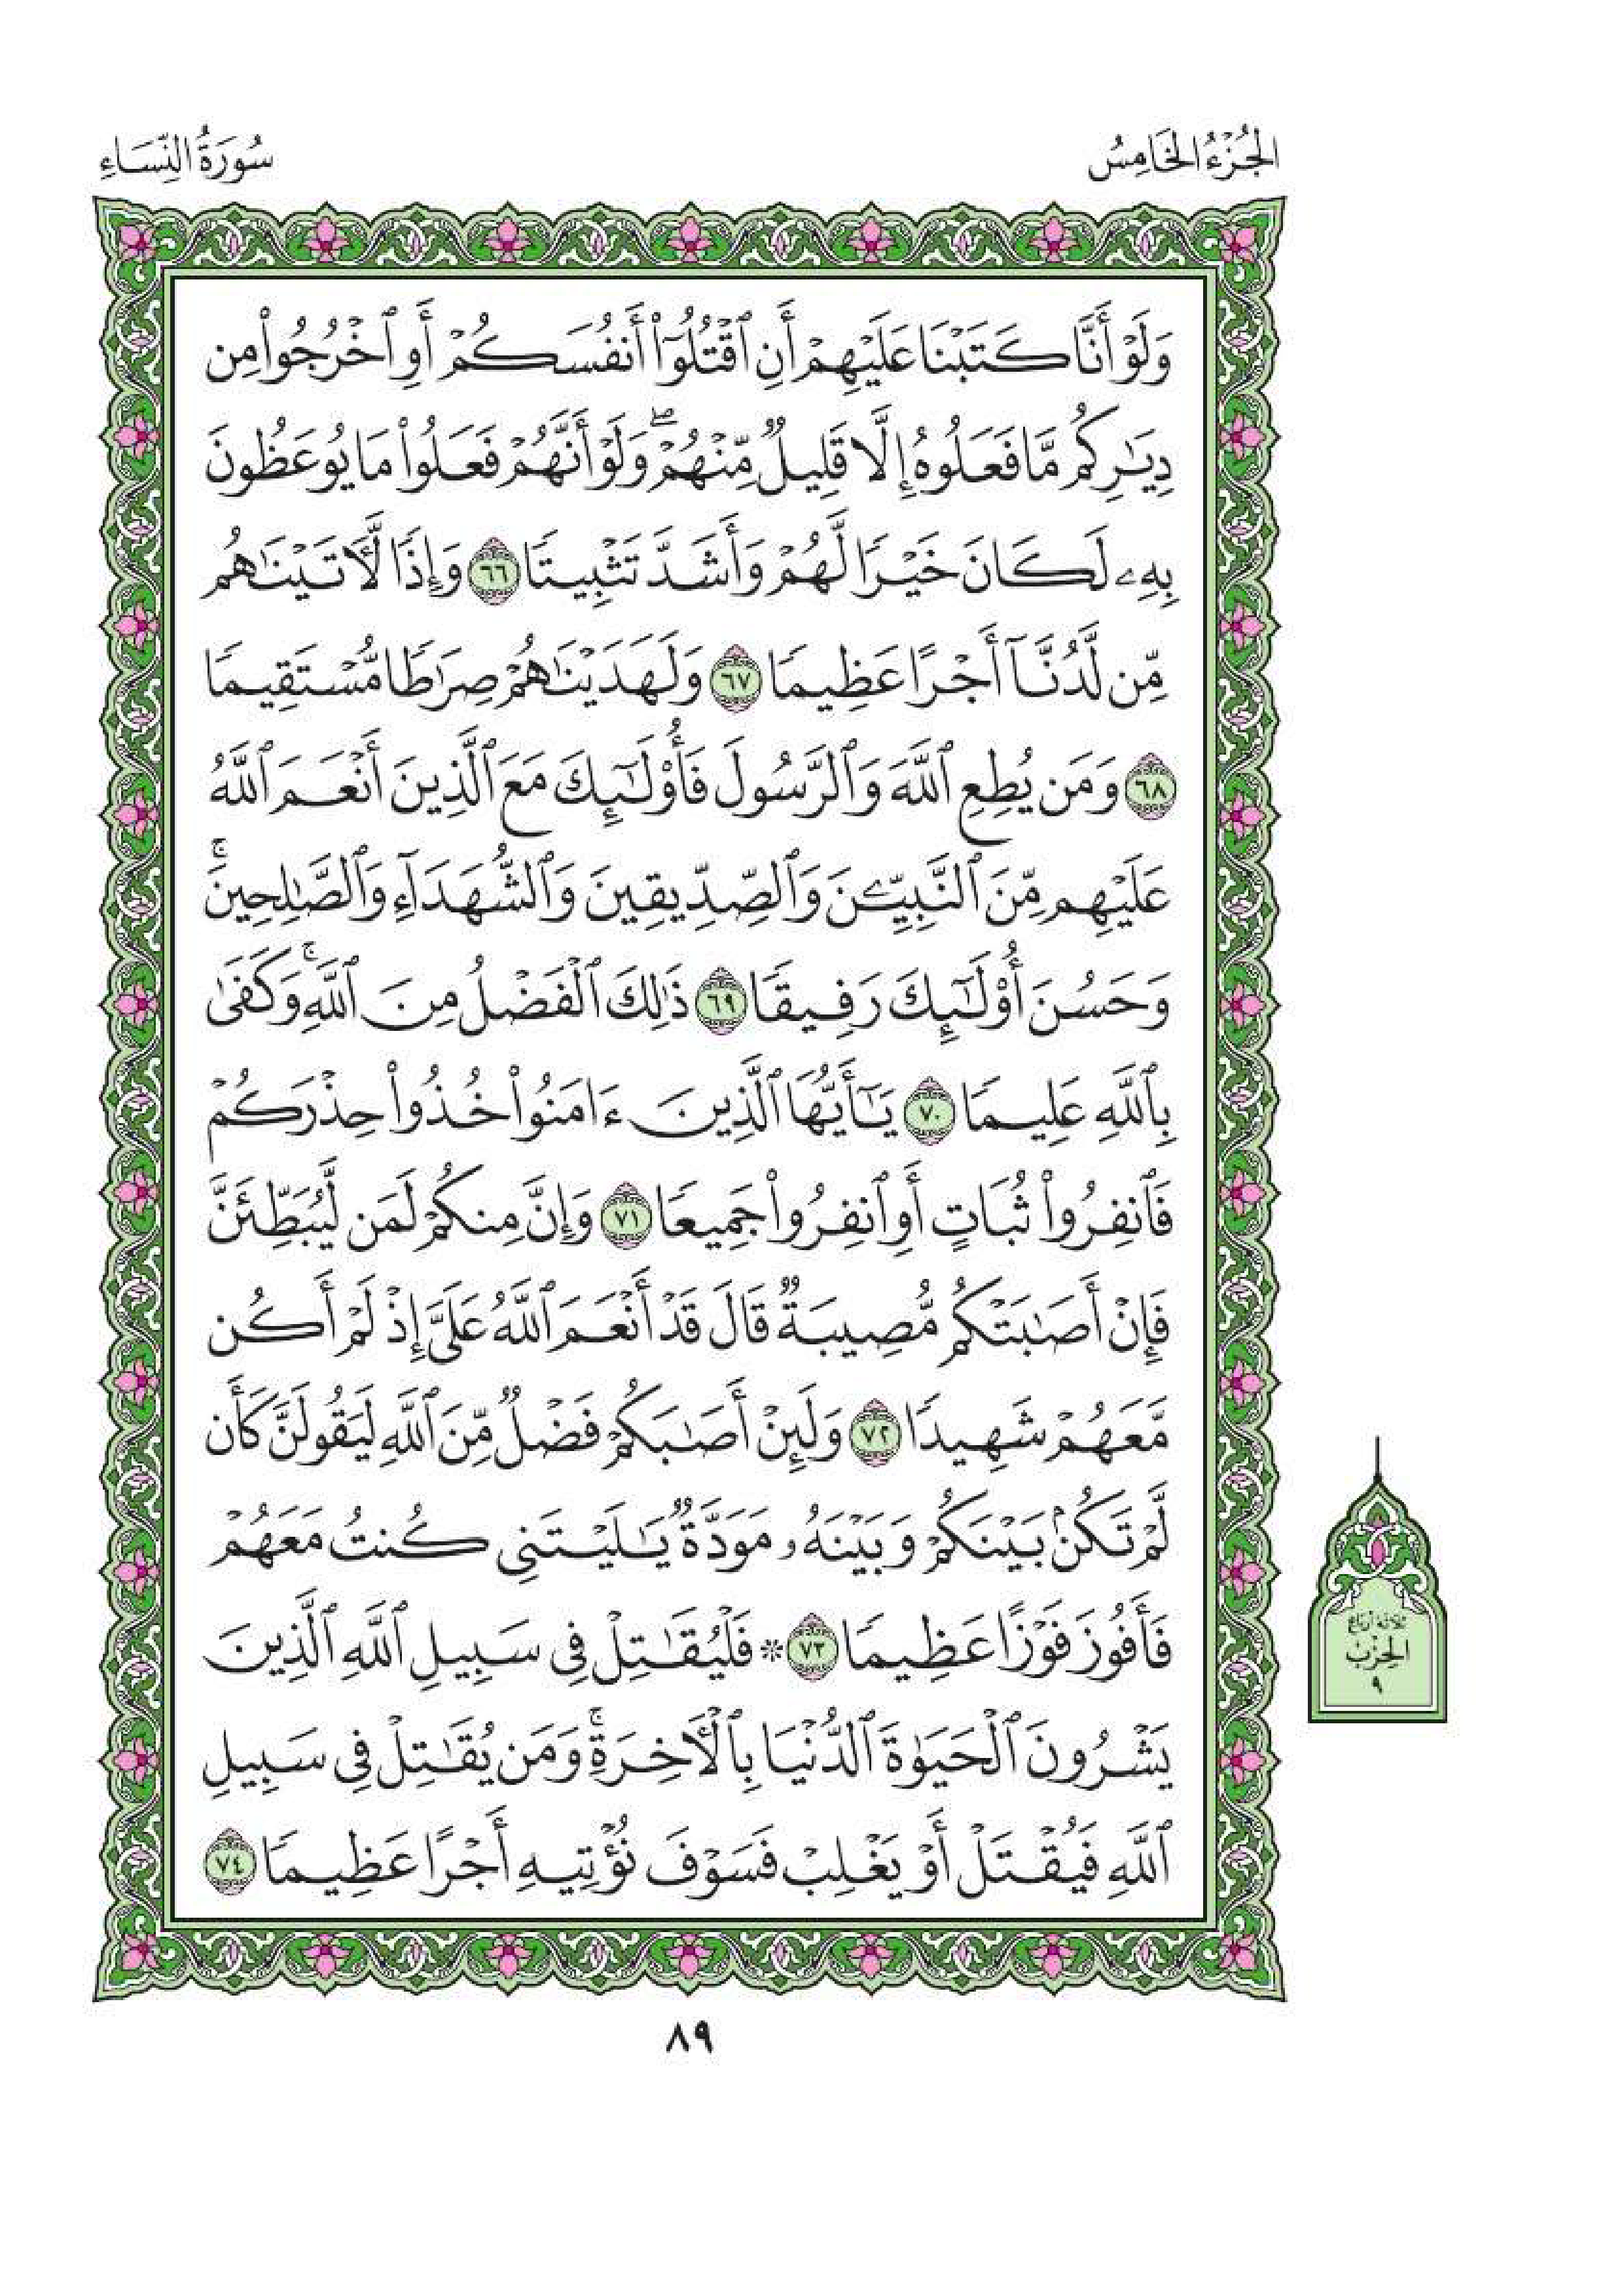 الجُزْءُ الخَامِسُ
سُورَةُ النِّسَاءِ
وَلَوْ أَنَّا كَتَبْنَا عَلَيْهِمْ أَنِ ٱقْتُلُوٓا۟ أَنفُسَكُمْ أَوِ ٱخْرُجُوا۟ مِن
دِيَـٰرِكُم مَّا فَعَلُوهُ إِلَّا قَلِيلٌ مِّنْهُمْ ۖ وَلَوْ أَنَّهُمْ فَعَلُوا۟ مَا يُوعَظُونَ
بِهِۦ لَكَانَ خَيْرًا لَّهُمْ وَأَشَدَّ تَثْبِيتًا ٦٦ وَإِذًا لَّـَٔاتَيْنَـٰهُم
مِّن لَّدُنَّآ أَجْرًا عَظِيمًا ٦٧ وَلَهَدَيْنَـٰهُمْ صِرَٰطًا مُّسْتَقِيمًا
٦٨ وَمَن يُطِعِ ٱللَّهَ وَٱلرَّسُولَ فَأُو۟لَـٰٓئِكَ مَعَ ٱلَّذِينَ أَنْعَمَ ٱللَّهُ
عَلَيْهِم مِّنَ ٱلنَّبِيِّـۧنَ وَٱلصِّدِّيقِينَ وَٱلشُّهَدَآءِ وَٱلصَّـٰلِحِينَ ۚ
وَحَسُنَ أُو۟لَـٰٓئِكَ رَفِيقًا ٦٩ ذَٰلِكَ ٱلْفَضْلُ مِنَ ٱللَّهِ ۚ وَكَفَىٰ
بِٱللَّهِ عَلِيمًا ٧٠ يَـٰٓأَيُّهَا ٱلَّذِينَ ءَامَنُوا۟ خُذُوا۟ حِذْرَكُمْ
فَٱنفِرُوا۟ ثُبَاتٍ أَوِ ٱنفِرُوا۟ جَمِيعًا ٧١ وَإِنَّ مِنكُمْ لَمَن لَّيُبَطِّئَنَّ
فَإِنْ أَصَـٰبَتْكُم مُّصِيبَةٌ قَالَ قَدْ أَنْعَمَ ٱللَّهُ عَلَىَّ إِذْ لَمْ أَكُن
مَّعَهُمْ شَهِيدًا ٧٢ وَلَئِنْ أَصَـٰبَكُمْ فَضْلٌ مِّنَ ٱللَّهِ لَيَقُولَنَّ كَأَن
لَّمْ تَكُنۢ بَيْنَكُمْ وَبَيْنَهُۥ مَوَدَّةٌ يَـٰلَيْتَنِى كُنتُ مَعَهُمْ
فَأَفُوزَ فَوْزًا عَظِيمًا ٧٣ ۞ فَلْيُقَـٰتِلْ فِى سَبِيلِ ٱللَّهِ ٱلَّذِينَ
يَشْرُونَ ٱلْحَيَوٰةَ ٱلدُّنْيَا بِٱلْـَٔاخِرَةِ ۚ وَمَن يُقَـٰتِلْ فِى سَبِيلِ
ٱللَّهِ فَيُقْتَلْ أَوْ يَغْلِبْ فَسَوْفَ نُؤْتِيهِ أَجْرًا عَظِيمًا ٧٤
ثلاثة أرباع
الحِزْب
٩
٨٩